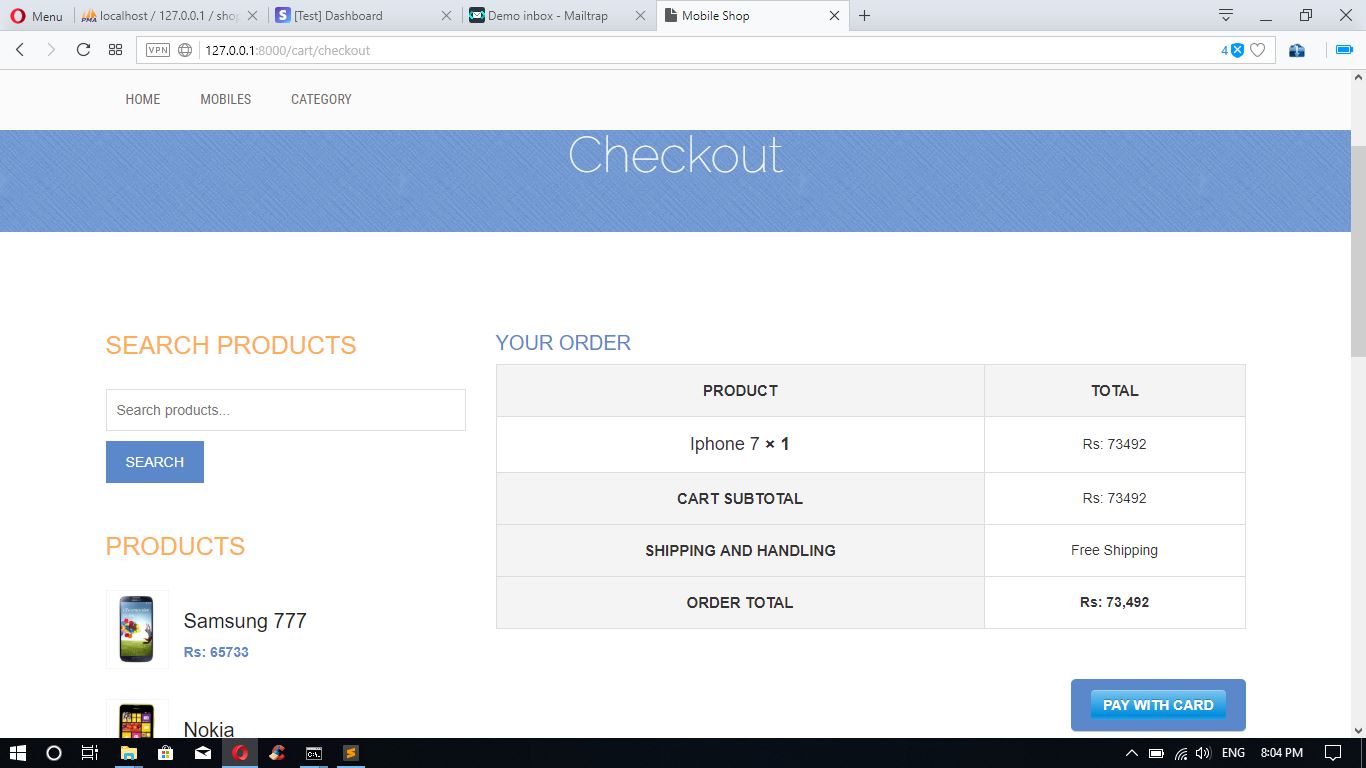 Menu
PMA localhost / 127.0.0.1 / shop
S [Test] Dashboard
Demo inbox - Mailtrap
Mobile Shop
VPN
127.0.0.1:8000/cart/checkout
4
HOME
MOBILES
CATEGORY
Checkout
SEARCH PRODUCTS
Search products...
SEARCH
PRODUCTS
Samsung 777
Rs: 65733
Nokia
YOUR ORDER
PRODUCT TOTAL
Iphone 7 × 1 Rs: 73492
CART SUBTOTAL Rs: 73492
SHIPPING AND HANDLING Free Shipping
ORDER TOTAL Rs: 73,492
PAY WITH CARD
ENG
8:04 PM